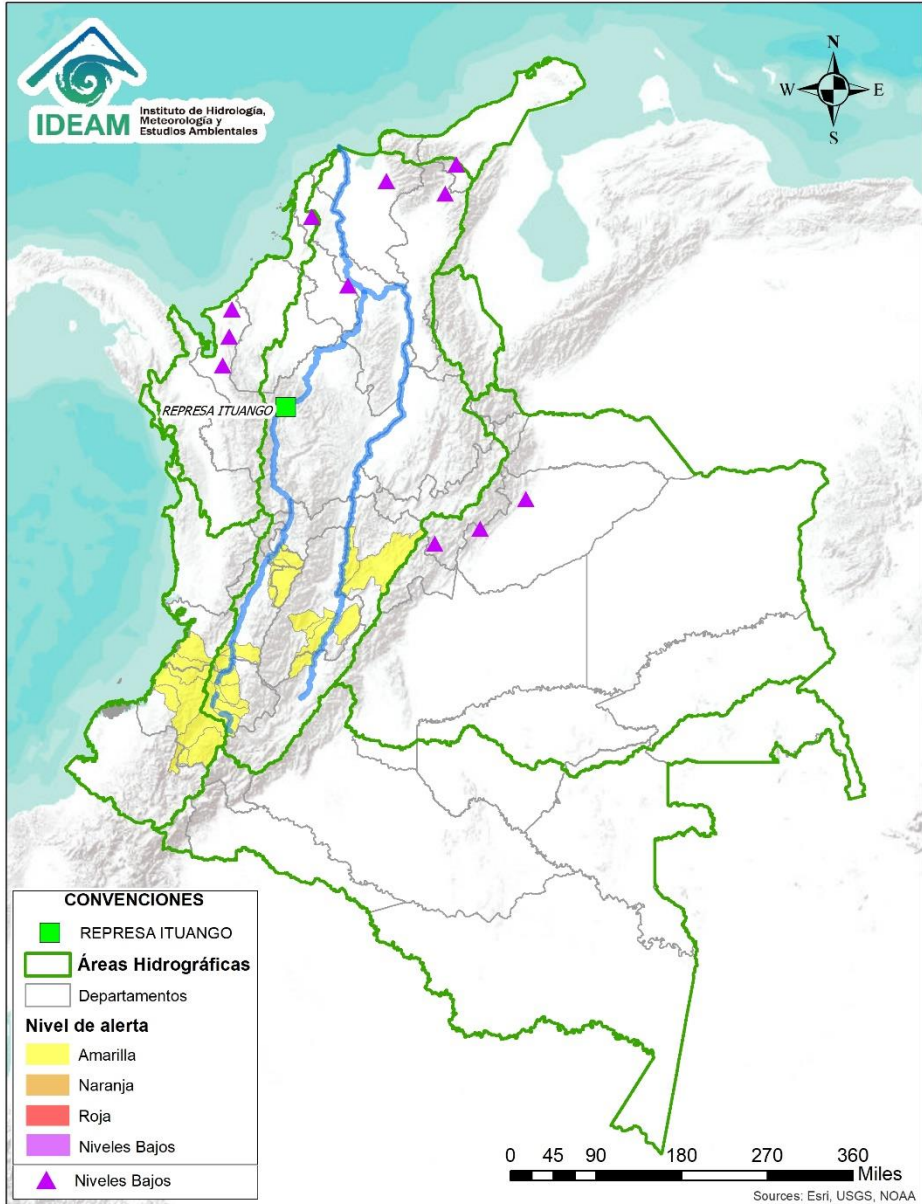 IDEAM
Instituto de Hidrología,
Meteorología y
Estudios Ambientales
N
W
E
S
REPRESA ITUANGO
CONVENCIONES
REPRESA ITUANGO
Áreas Hidrográficas
Departamentos
Nivel de alerta
Amarilla
Naranja
Roja
Niveles Bajos
Niveles Bajos
0 45 90 180 270 360
Miles
Sources: Esri, USGS, NOAA